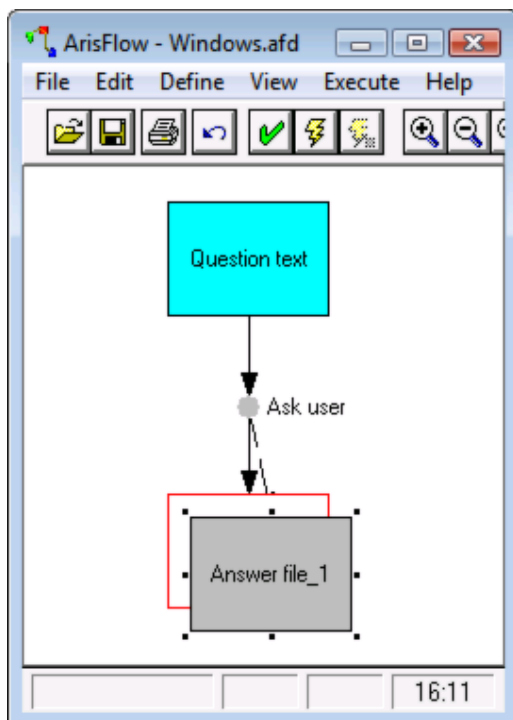 ArisFlow - Windows.afd
File Edit Define View Execute Help
Question text
Ask user
Answer file_1
16:11